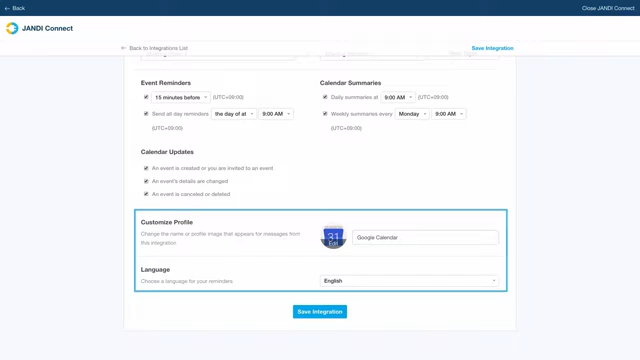 Back
Close JANDI Connect
JANDI Connect
Back to Integrations List
Save Integration
Event Reminders
Calendar Summaries
15 minutes before (UTC+09:00)
Daily summaries at 9:00 AM (UTC+09:00)
Send all day reminders the day of at 9:00 AM
Weekly summaries every Monday 9:00 AM
(UTC+09:00)
(UTC+09:00)
Calendar Updates
An event is created or you are invited to an event
An event's details are changed
An event is canceled or deleted
Customize Profile
Change the name or profile image that appears for messages from
this integration.
31
Edit
Google Calendar
Language
Choose a language for your reminders
English
Save Integration